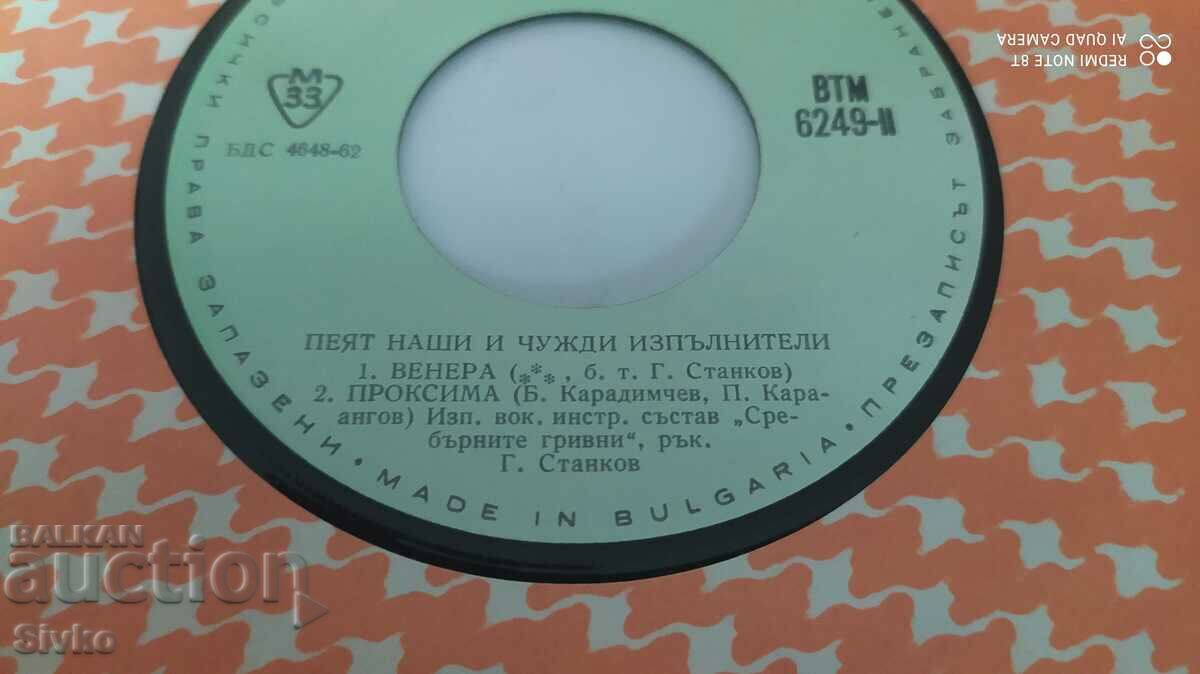 М
33
БДС 4648-62
ВТМ
6249-II
ПЕЯТ НАШИ И ЧУЖДИ ИЗПЪЛНИТЕЛИ
1. ВЕНЕРА (***, б. т. Г. Станков)
2. ПРОКСИМА (Б. Карадимчев, П. Кара-
ангов) Изп. вок. инстр. състав „Сре-
бърните гривни“, рък.
Г. Станков
ПРАВА ЗАПАЗЕНИ • MADE IN BULGARIA • ПРЕЗАПИСЪТ
REDMI NOTE 8T
AI QUAD CAMERA
BALKAN
auction
Sivko